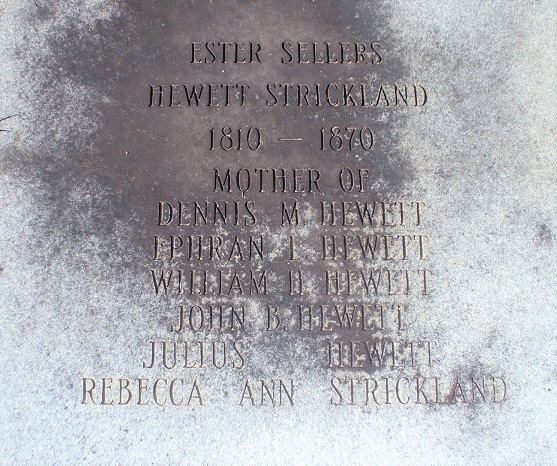 ESTER SELLERS
HEWETT STRICKLAND
1810 — 1870
MOTHER OF
DENNIS M. HEWETT
EPHRAN L. HEWETT
WILLIAM H. HEWETT
JOHN B. HEWETT
JULIUS HEWETT
REBECCA ANN STRICKLAND